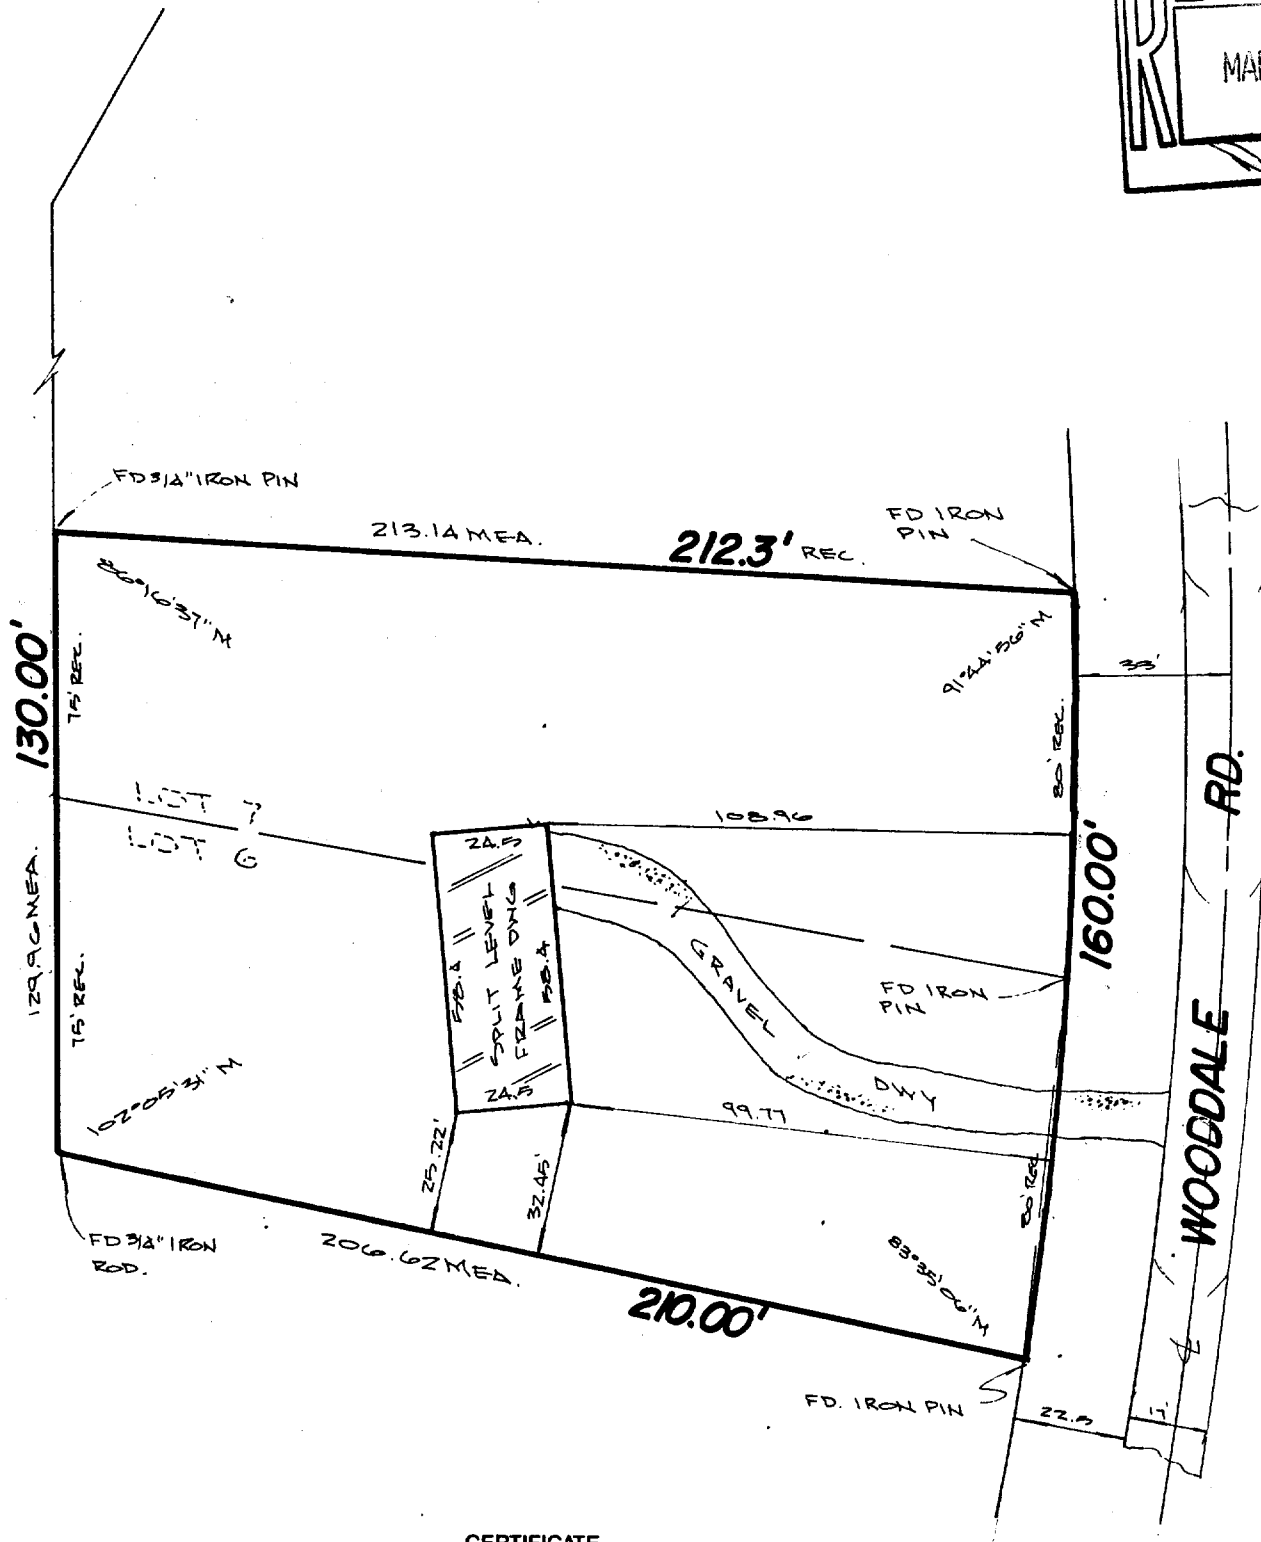 MA
FD 3/4" IRON PIN
213.14 MEA.
212.3' REC.
FD IRON
PIN
86°16'37" M
91°44'56" M
130.00'
75' REC.
33'
80' REC.
RD.
LOT 7
LOT 6
108.96
24.5
160.00'
129.96 MEA.
58.4
SPLIT LEVEL
FRAME DWG
58.4
GRAVEL
DWY
FD IRON
PIN
75' REC.
24.5
99.77
WOODDALE
102°05'31" M
25.22'
32.45'
80' REC.
FD 3/4" IRON
ROD.
206.62 MEA.
210.00'
83°35'06" M
FD. IRON PIN
22.5
CERTIFICATE